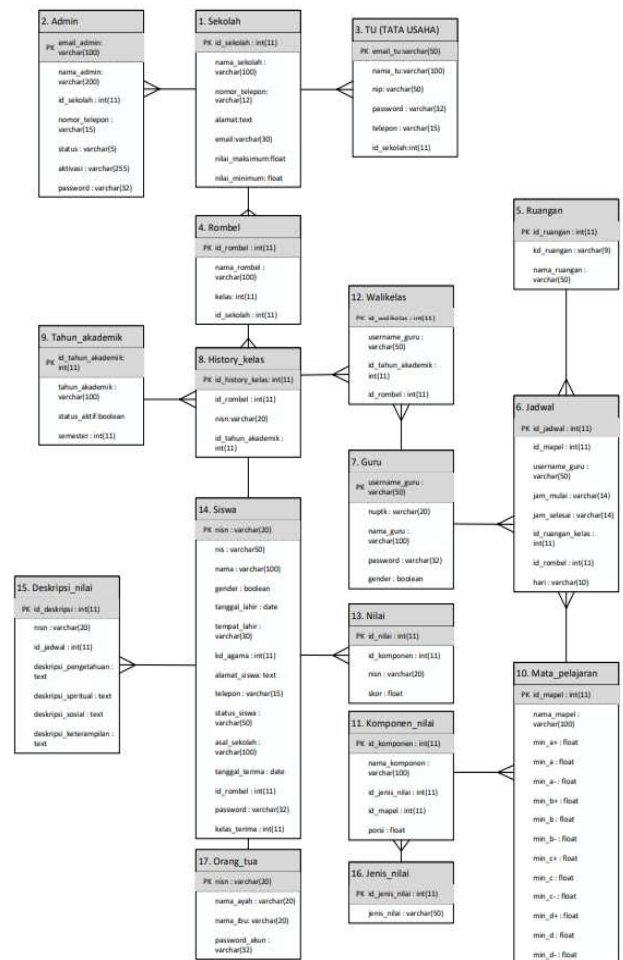 2. Admin
PK email_admin:
varchar(100)
nama_admin:
varchar(200)
id_sekolah : int(11)
nomor_telepon :
varchar(15)
status : varchar(5)
aktivasi : varchar(255)
password : varchar(32)
1. Sekolah
PK id_sekolah : int(11)
nama_sekolah :
varchar(100)
nomor_telepon:
varchar(12)
alamat:text
email:varchar(30)
nilai_maksimum:float
nilai_minimum: float
3. TU (TATA USAHA)
PK email_tu:varchar(50)
nama_tu:varchar(100)
nip: varchar(50)
password : varchar(32)
telepon : varchar(15)
id_sekolah:int(11)
4. Rombel
PK id_rombel : int(11)
nama_rombel :
varchar(100)
kelas: int(11)
id_sekolah : int(11)
5. Ruangan
PK id_ruangan : int(11)
kd_ruangan : varchar(9)
nama_ruangan :
varchar(50)
12. Walikelas
PK id_walikelas : int(11)
username_guru :
varchar(50)
id_tahun_akademik :
int(11)
id_rombel : int(11)
9. Tahun_akademik
PK id_tahun_akademik:
int(11)
tahun_akademik :
varchar(100)
status_aktif:boolean
semester : int(11)
8. History_kelas
PK id_history_kelas: int(11)
id_rombel : int(11)
nisn:varchar(20)
id_tahun_akademik :
int(11)
6. Jadwal
PK id_jadwal : int(11)
id_mapel : int(11)
username_guru :
varchar(50)
jam_mulai : varchar(14)
jam_selesai : varchar(14)
id_ruangan_kelas :
int(11)
id_rombel : int(11)
hari : varchar(10)
7. Guru
PK username_guru :
varchar(50)
nuptk : varchar(20)
nama_guru :
varchar(100)
password : varchar(32)
gender : boolean
14. Siswa
PK nisn : varchar(20)
nis : varchar50)
nama : varchar(100)
gender : boolean
tanggal_lahir : date
tempat_lahir :
varchar(30)
kd_agama : int(11)
alamat_siswa: text
telepon : varchar(15)
status_siswa :
varchar(50)
asal_sekolah :
varchar(100)
tanggal_terima : date
id_rombel : int(11)
password : varchar(32)
kelas_terima : int(11)
15. Deskripsi_nilai
PK id_deskripsi : int(11)
nisn : varchar(20)
id_jadwal : int(11)
deskripsi_pengetahuan :
text
deskripsi_spiritual : text
deskripsi_sosial : text
deskripsi_keterampilan :
text
13. Nilai
PK id_nilai : int(11)
id_komponen : int(11)
nisn : varchar(20)
skor : float
11. Komponen_nilai
PK id_komponen : int(11)
nama_komponen :
varchar(100)
id_jenis_nilai : int(11)
id_mapel : int(11)
porsi : float
10. Mata_pelajaran
PK id_mapel : int(11)
nama_mapel :
varchar(100)
min_a+ : float
min_a : float
min_a- : float
min_b+ : float
min_b : float
min_b- : float
min_c+ : float
min_c : float
min_c- : float
min_d+ : float
min_d : float
min_d- : float
17. Orang_tua
PK nisn : varchar(20)
nama_ayah : varchar(20)
nama_ibu: varchar(20)
password_akun :
varchar(32)
16. Jenis_nilai
PK id_jenis_nilai : int(11)
jenis_nilai : varchar(50)